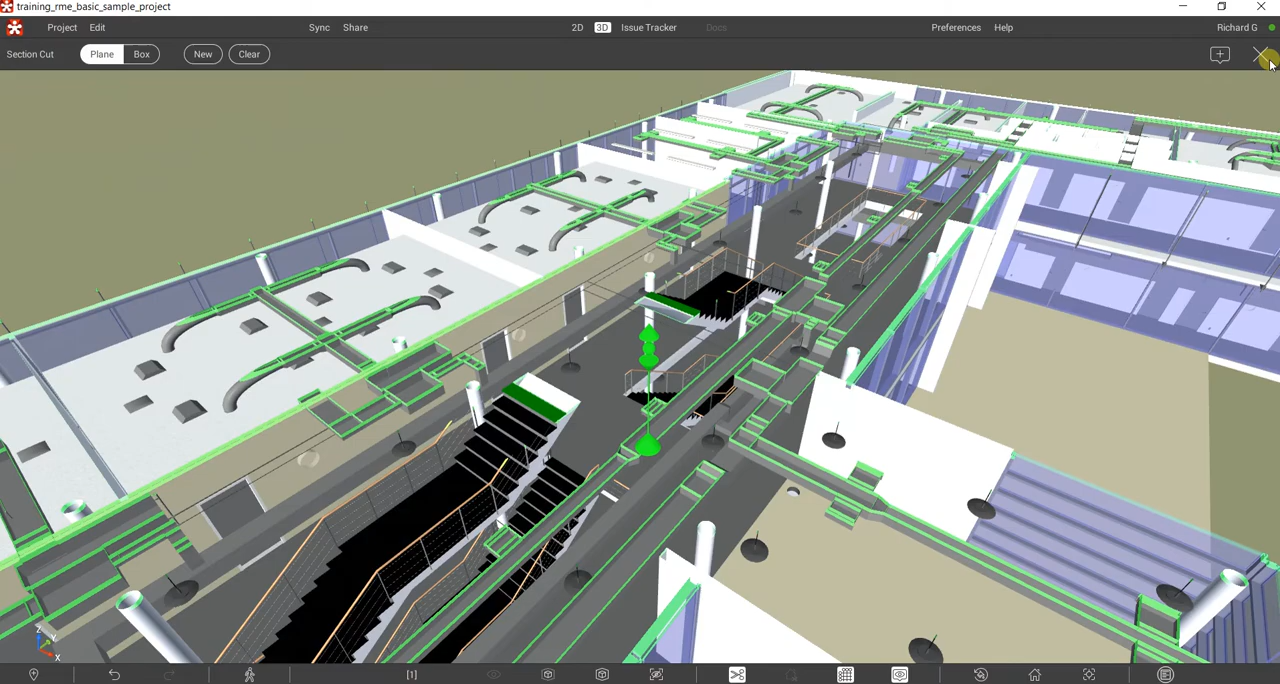 training_rme_basic_sample_project
Project Edit Sync Share 2D 3D Issue Tracker Docs Preferences Help Richard G
Section Cut Plane Box New Clear
Z
Y
X
[1]